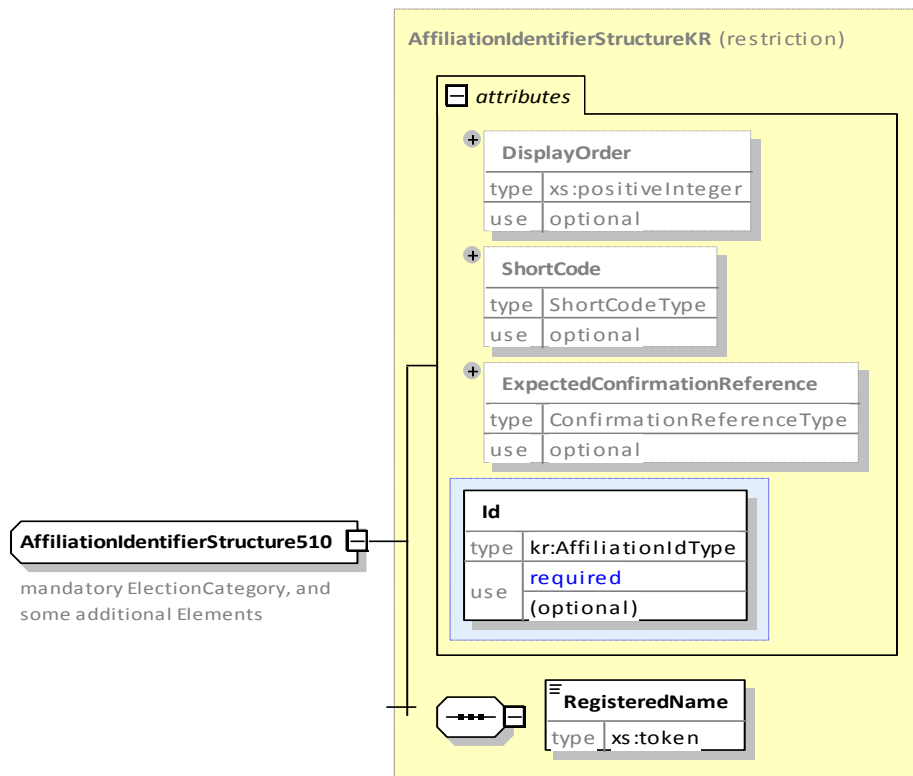 AffiliationIdentifierStructureKR (restriction)
attributes
DisplayOrder
type xs:positiveInteger
use optional
ShortCode
type ShortCodeType
use optional
ExpectedConfirmationReference
type ConfirmationReferenceType
use optional
Id
type kr:AffiliationIdType
use required
(optional)
AffiliationIdentifierStructure510
mandatory ElectionCategory, and
some additional Elements
RegisteredName
type xs:token